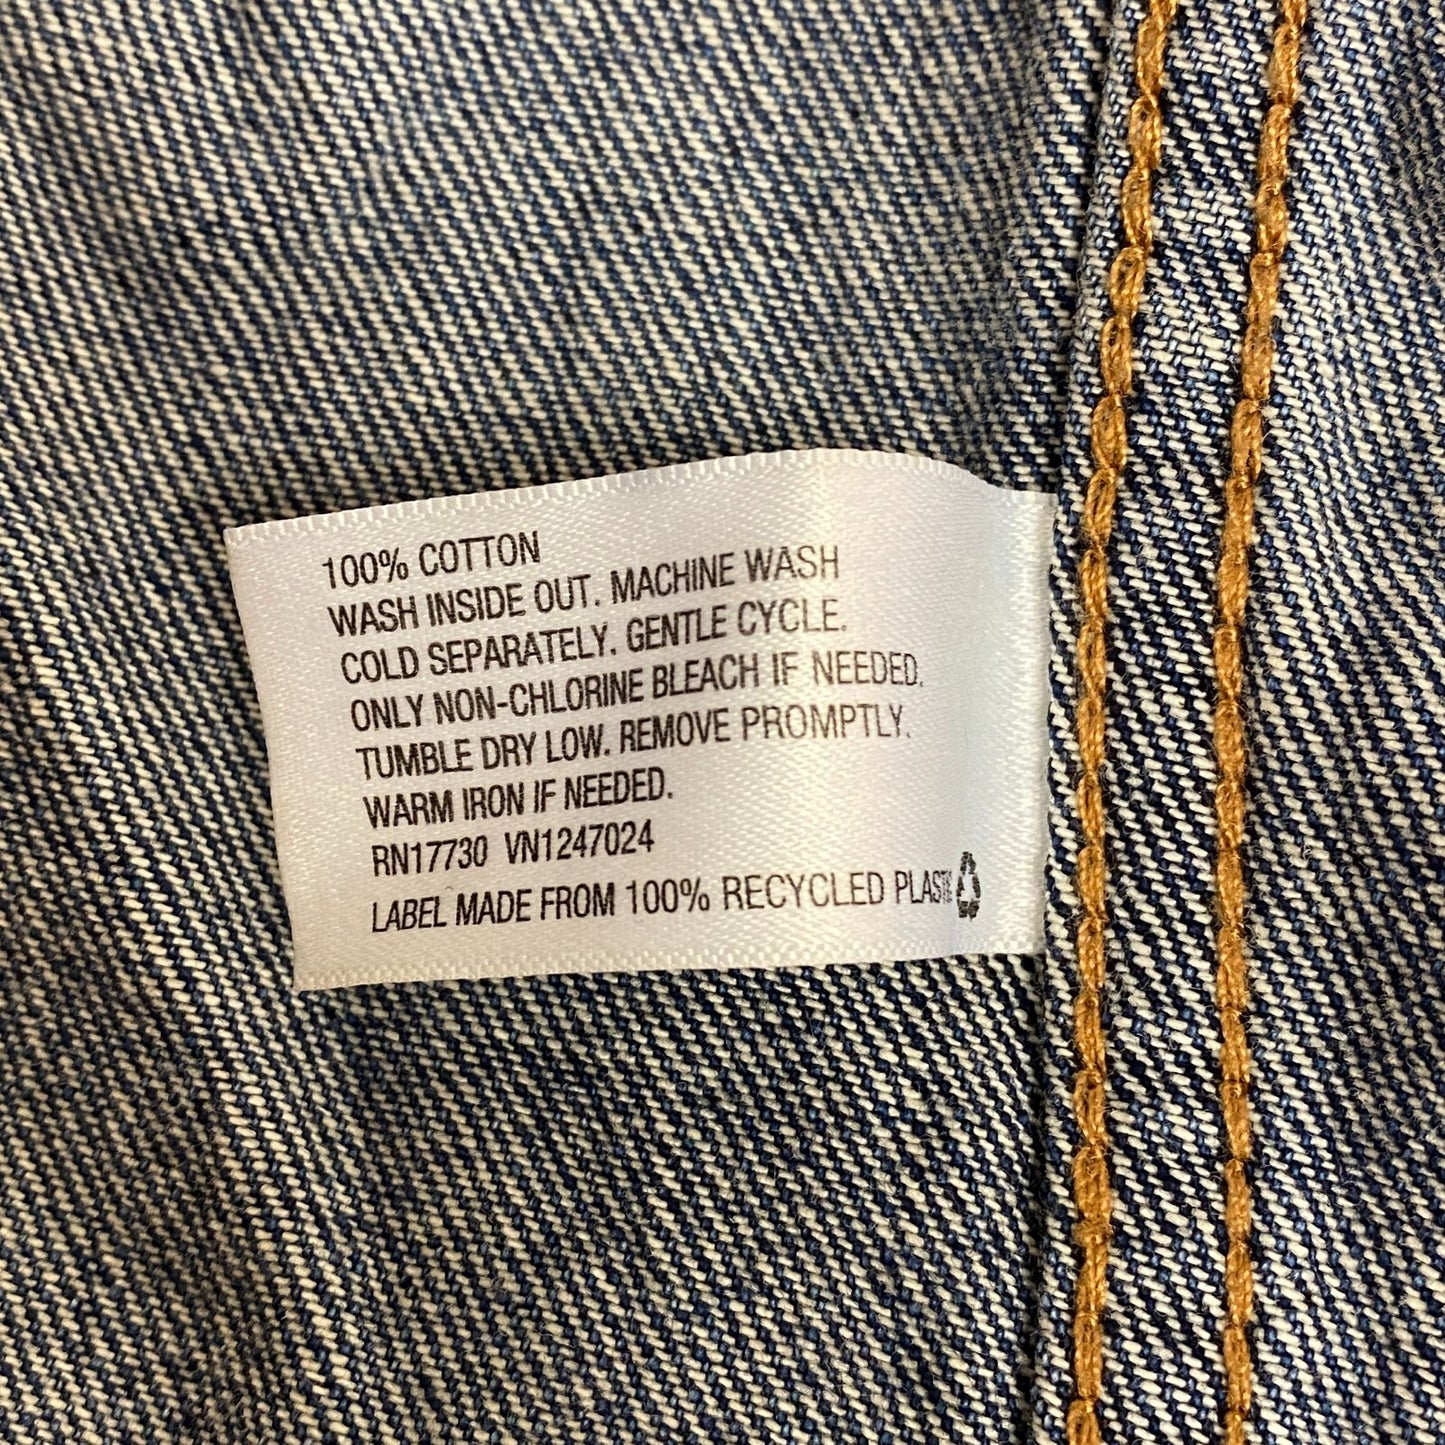 100% COTTON
WASH INSIDE OUT. MACHINE WASH
COLD SEPARATELY. GENTLE CYCLE.
ONLY NON-CHLORINE BLEACH IF NEEDED.
TUMBLE DRY LOW. REMOVE PROMPTLY.
WARM IRON IF NEEDED.
RN17730 VN1247024
LABEL MADE FROM 100% RECYCLED PLASTIC